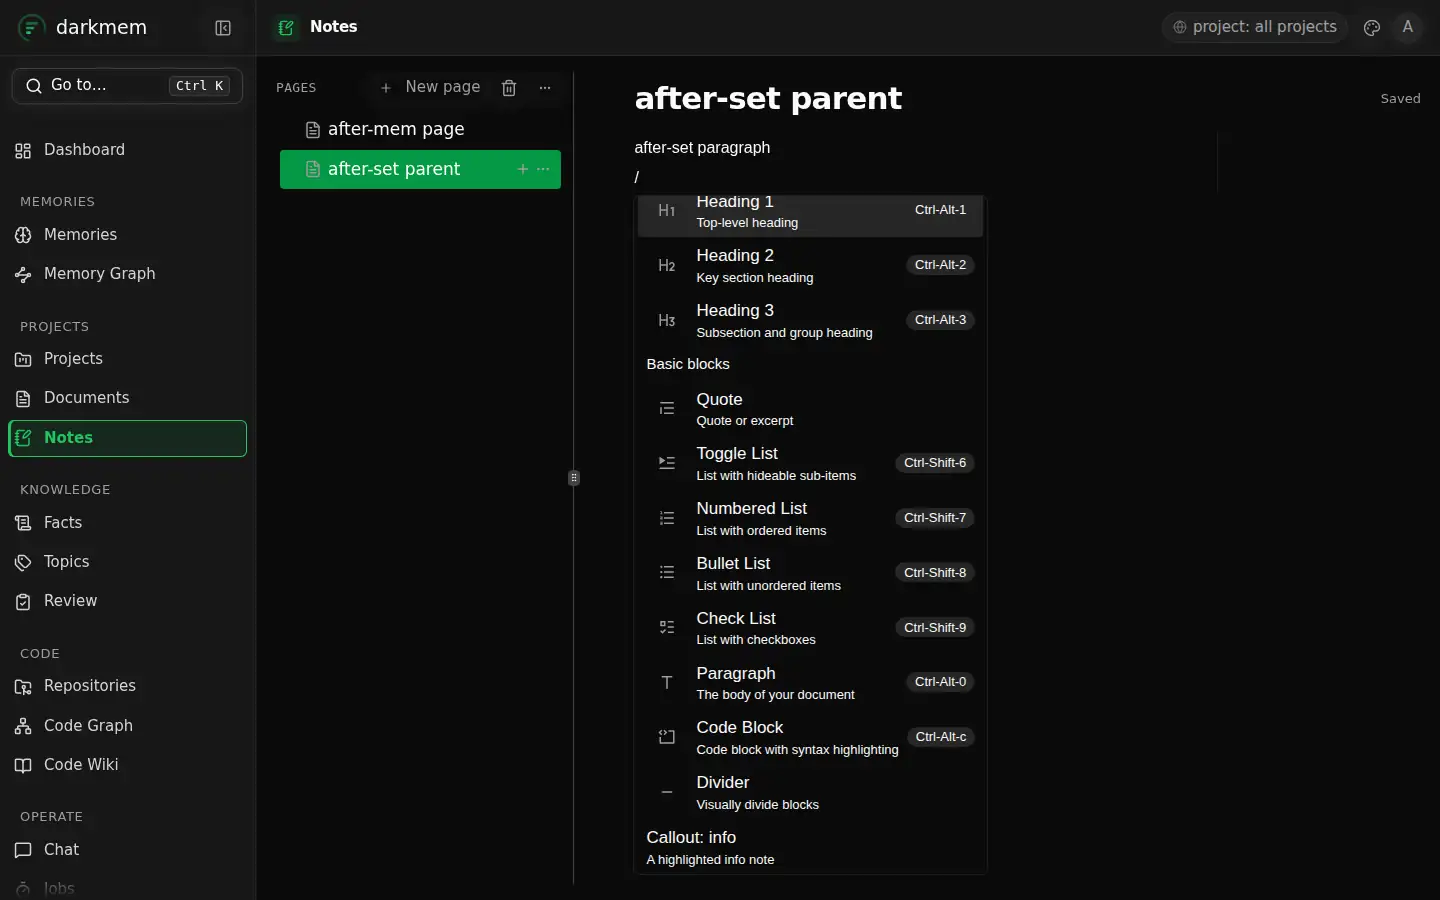 darkmem
Go to...
Ctrl K
Dashboard
MEMORIES
Memories
Memory Graph
PROJECTS
Projects
Documents
Notes
KNOWLEDGE
Facts
Topics
Review
CODE
Repositories
Code Graph
Code Wiki
OPERATE
Chat
Jobs
Notes
project: all projects
A
PAGES
New page
after-mem page
after-set parent
after-set parent
Saved
after-set paragraph
/
Heading 1
Top-level heading
Ctrl-Alt-1
Heading 2
Key section heading
Ctrl-Alt-2
Heading 3
Subsection and group heading
Ctrl-Alt-3
Basic blocks
Quote
Quote or excerpt
Toggle List
List with hideable sub-items
Ctrl-Shift-6
Numbered List
List with ordered items
Ctrl-Shift-7
Bullet List
List with unordered items
Ctrl-Shift-8
Check List
List with checkboxes
Ctrl-Shift-9
Paragraph
The body of your document
Ctrl-Alt-0
Code Block
Code block with syntax highlighting
Ctrl-Alt-c
Divider
Visually divide blocks
Callout: info
A highlighted info note